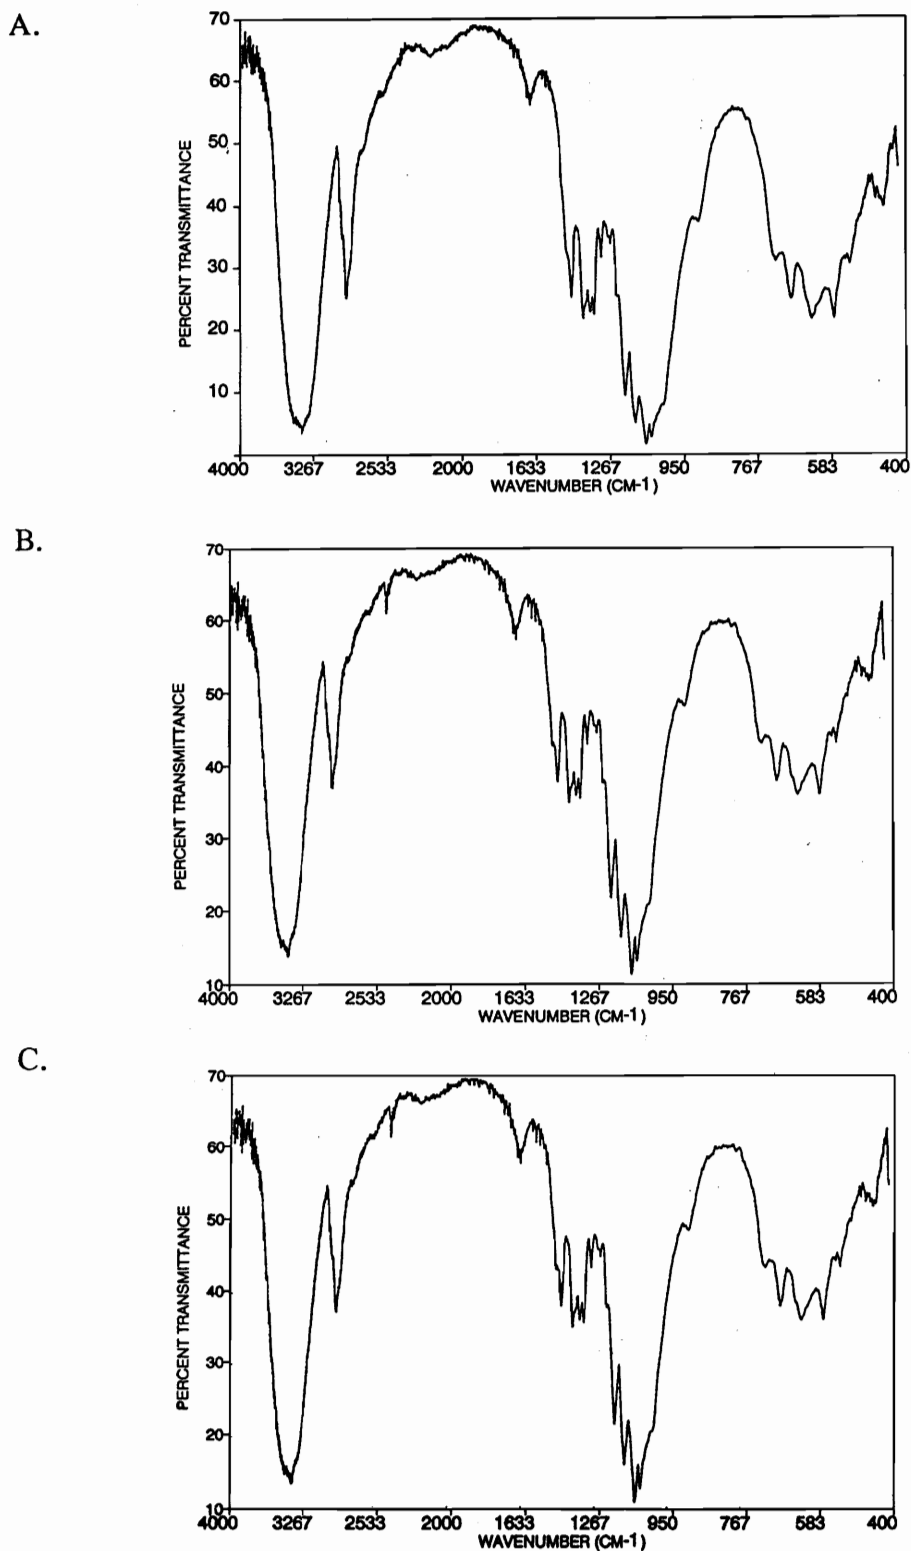 A.
70
60
50
40
30
20
10
PERCENT TRANSMITTANCE
4000 3267 2533 2000 1633 1267 950 767 583 400
WAVENUMBER (CM-1)
B.
70
60
50
40
30
20
10
PERCENT TRANSMITTANCE
4000 3267 2533 2000 1633 1267 950 767 583 400
WAVENUMBER (CM-1)
C.
70
60
50
40
30
20
10
PERCENT TRANSMITTANCE
4000 3267 2533 2000 1633 1267 950 767 583 400
WAVENUMBER (CM-1)